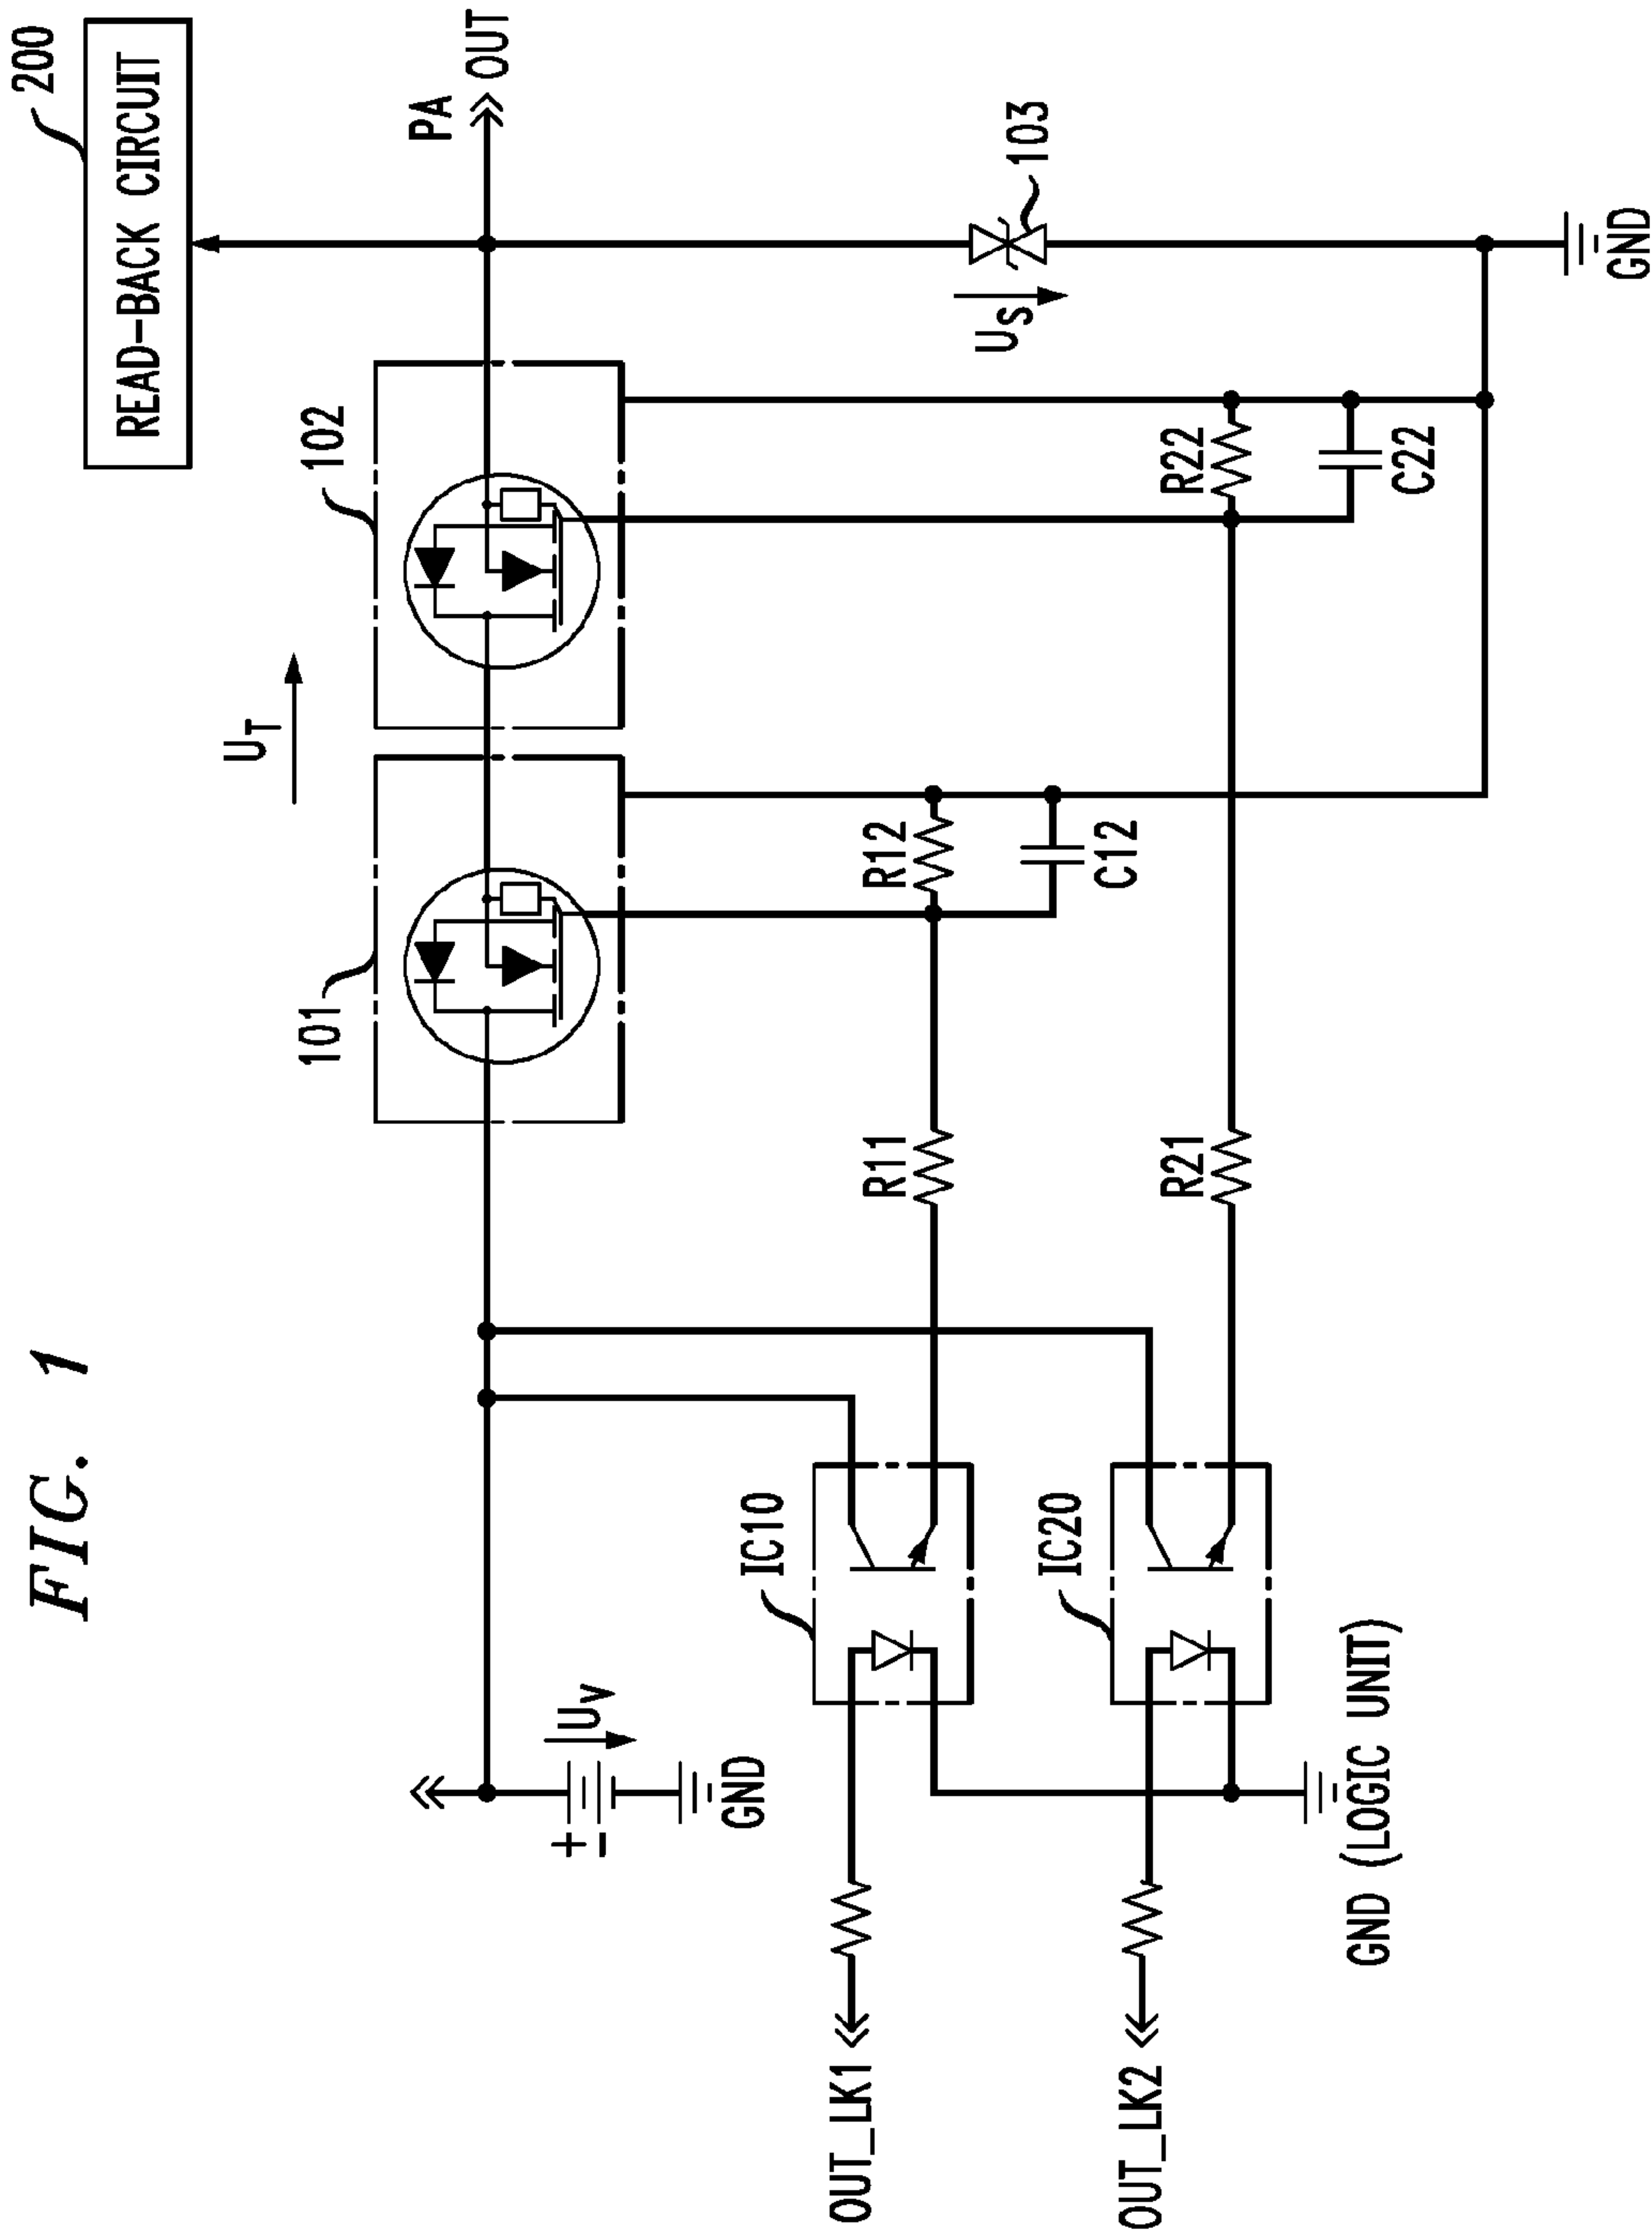 FIG. 1
200
READ-BACK CIRCUIT
PA
OUT
102
101
UT
US
103
GND
R12
C12
R22
C22
R11
R21
IC10
IC20
+
-
UV
GND
OUT_LK1
OUT_LK2
GND (LOGIC UNIT)